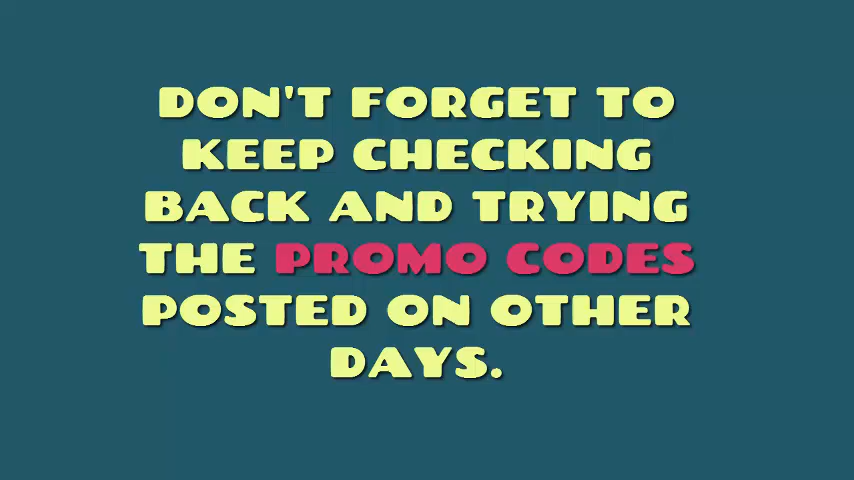 DON'T FORGET TO
KEEP CHECKING
BACK AND TRYING
THE PROMO CODES
POSTED ON OTHER
DAYS.